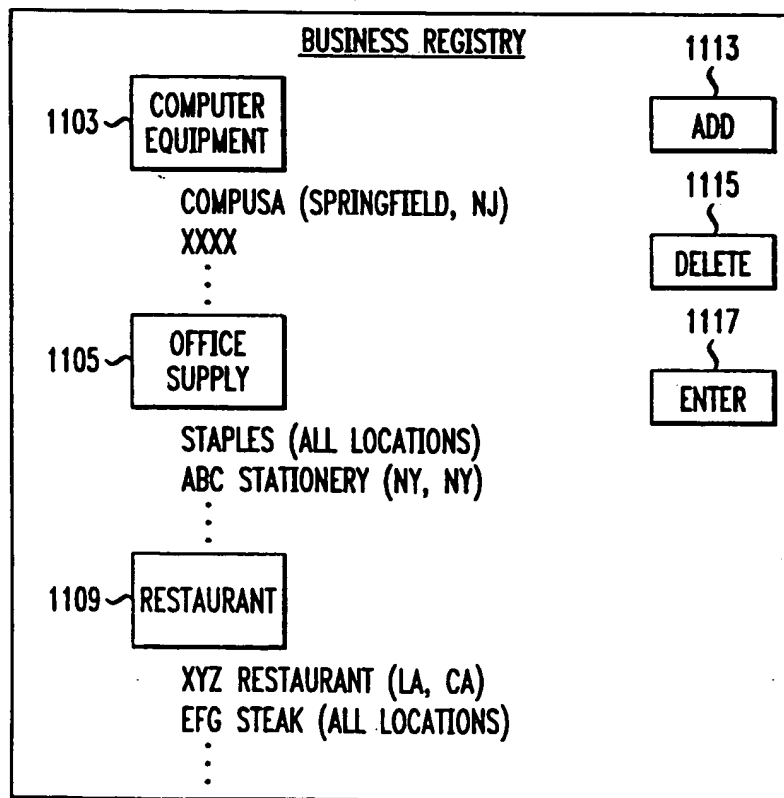 BUSINESS REGISTRY
1103
COMPUTER
EQUIPMENT
COMPUSA (SPRINGFIELD, NJ)
XXXX
1105
OFFICE
SUPPLY
STAPLES (ALL LOCATIONS)
ABC STATIONERY (NY, NY)
1109
RESTAURANT
XYZ RESTAURANT (LA, CA)
EFG STEAK (ALL LOCATIONS)
1113
ADD
1115
DELETE
1117
ENTER